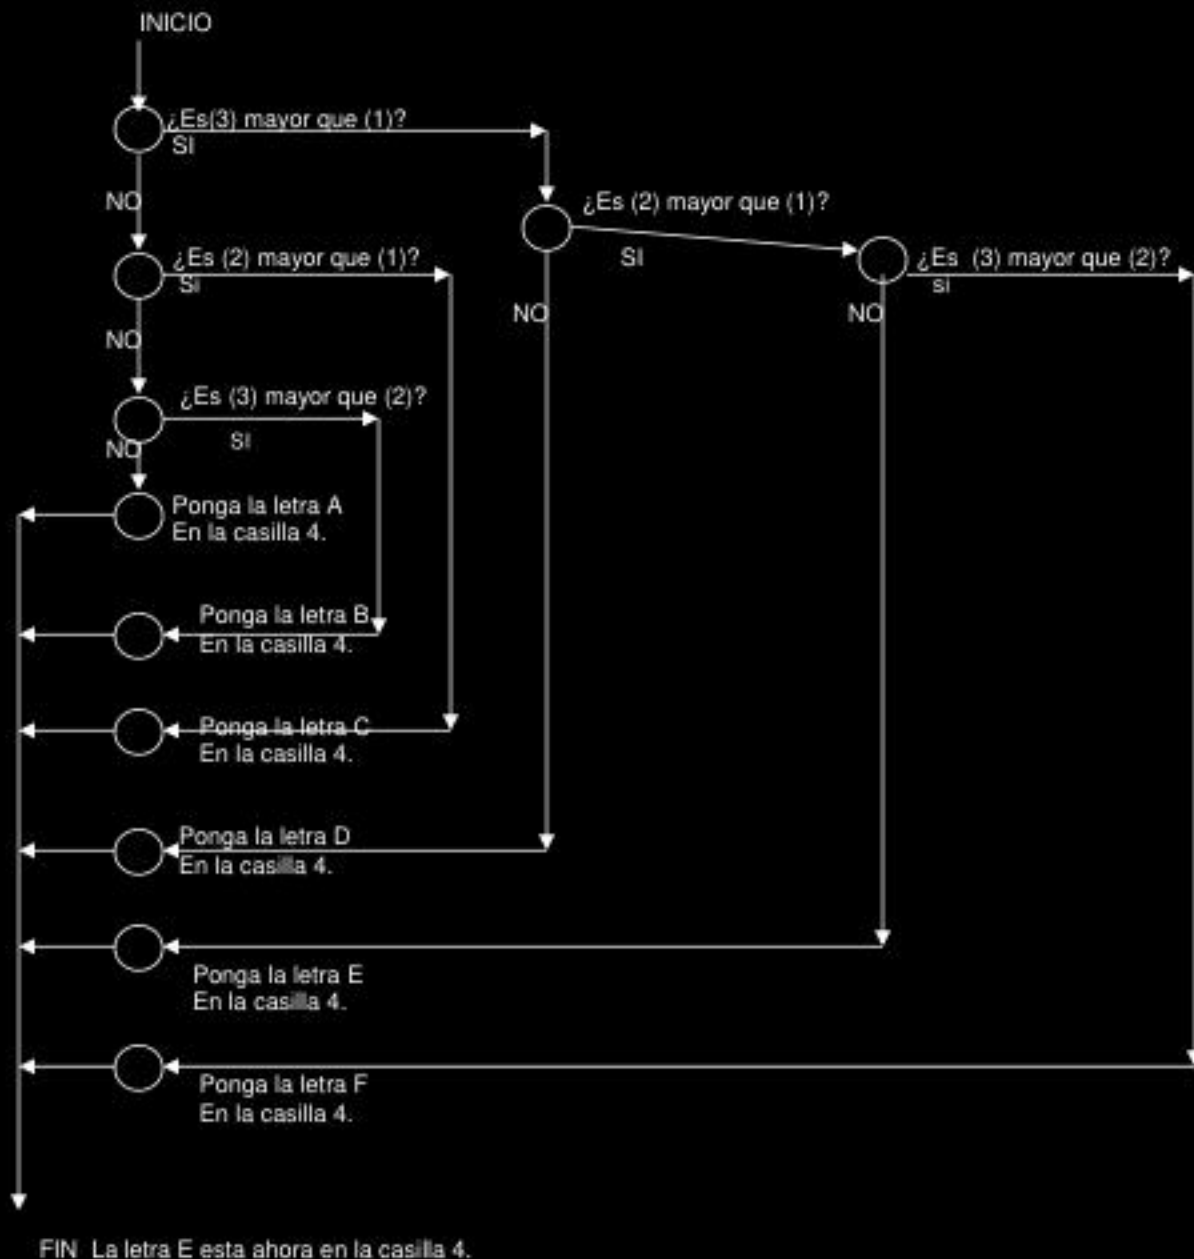 INICIO
¿Es(3) mayor que (1)?
SI
NO
¿Es (2) mayor que (1)?
SI
NO
¿Es (2) mayor que (1)?
SI
NO
¿Es (3) mayor que (2)?
si
NO
¿Es (3) mayor que (2)?
SI
NO
Ponga la letra A
En la casilla 4.
Ponga la letra B
En la casilla 4.
Ponga la letra C
En la casilla 4.
Ponga la letra D
En la casilla 4.
Ponga la letra E
En la casilla 4.
Ponga la letra F
En la casilla 4.
FIN La letra E esta ahora en la casilla 4.